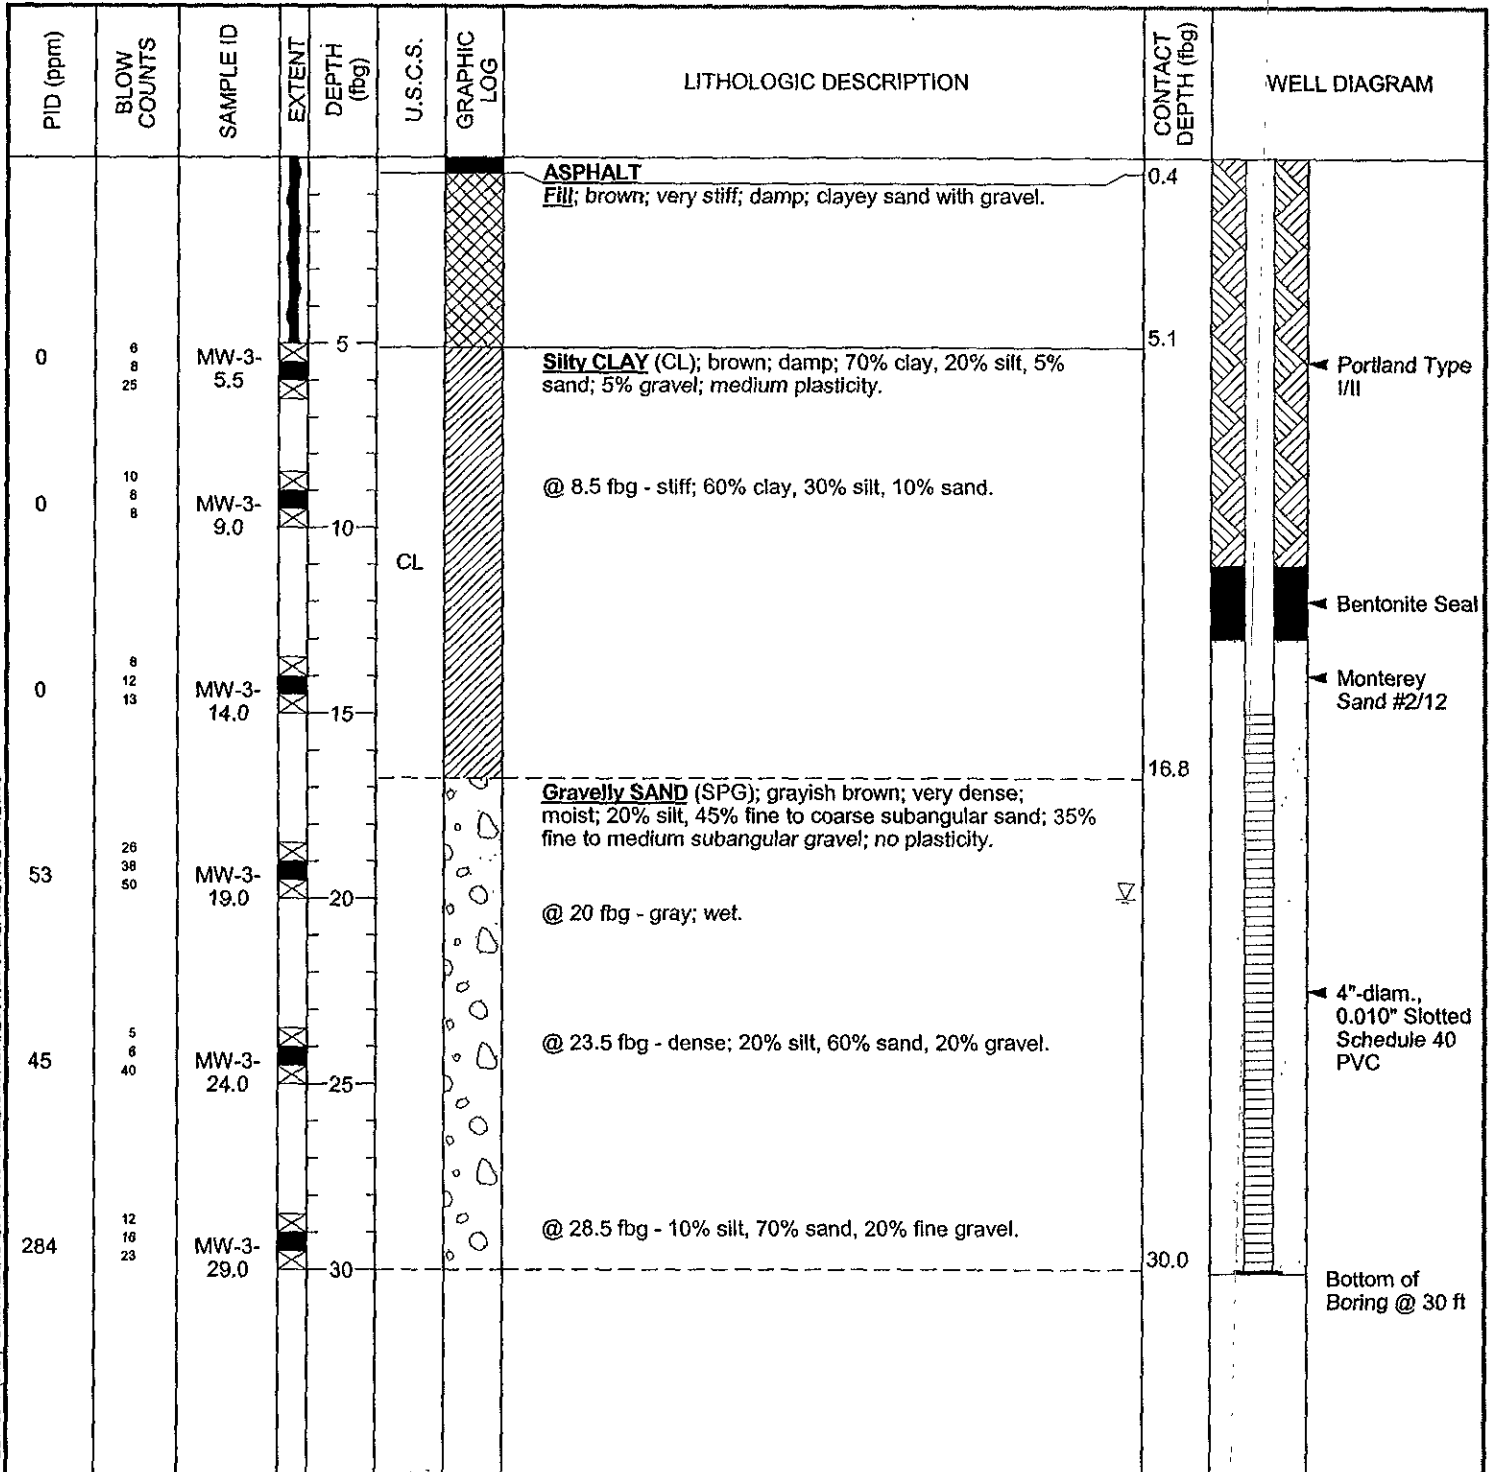 PID (ppm)
BLOW
COUNTS
SAMPLE ID
EXTENT
DEPTH
(fbg)
U.S.C.S.
GRAPHIC
LOG
LITHOLOGIC DESCRIPTION
CONTACT
DEPTH (fbg)
WELL DIAGRAM
ASPHALT
0.4
Fill; brown; very stiff; damp; clayey sand with gravel.
5
5.1
0
6
8
25
MW-3-
5.5
Silty CLAY (CL); brown; damp; 70% clay, 20% silt, 5%
sand; 5% gravel; medium plasticity.
Portland Type
I/II
0
10
8
8
MW-3-
9.0
@ 8.5 fbg - stiff; 60% clay, 30% silt, 10% sand.
10
CL
Bentonite Seal
0
8
12
13
MW-3-
14.0
15
Monterey
Sand #2/12
16.8
Gravelly SAND (SPG); grayish brown; very dense;
moist; 20% silt, 45% fine to coarse subangular sand; 35%
fine to medium subangular gravel; no plasticity.
53
26
38
50
MW-3-
19.0
20
@ 20 fbg - gray; wet.
4"-diam.,
0.010" Slotted
Schedule 40
PVC
45
5
6
40
MW-3-
24.0
@ 23.5 fbg - dense; 20% silt, 60% sand, 20% gravel.
25
284
12
16
23
MW-3-
29.0
@ 28.5 fbg - 10% silt, 70% sand, 20% fine gravel.
30
30.0
Bottom of
Boring @ 30 ft